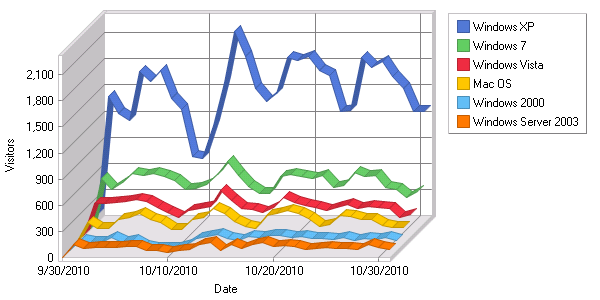 Windows XP
Windows 7
Windows Vista
Mac OS
Windows 2000
Windows Server 2003
Visitors
2,100
1,800
1,500
1,200
900
600
300
0
9/30/2010 10/10/2010 10/20/2010 10/30/2010
Date